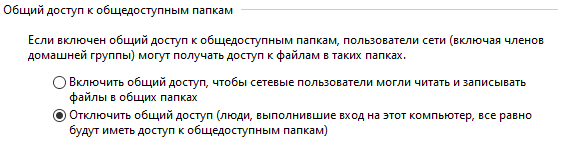 Общий доступ к общедоступным папкам
Если включен общий доступ к общедоступным папкам, пользователи сети (включая членов
домашней группы) могут получать доступ к файлам в таких папках.
Включить общий доступ, чтобы сетевые пользователи могли читать и записывать
файлы в общих папках
Отключить общий доступ (люди, выполнившие вход на этот компьютер, все равно
будут иметь доступ к общедоступным папкам)